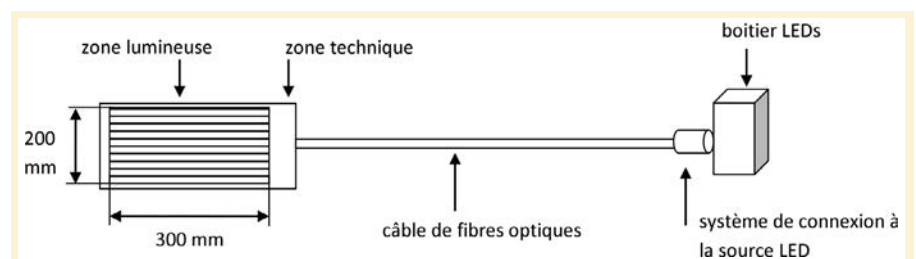 boitier LEDs
zone lumineuse
zone technique
200
mm
300 mm
câble de fibres optiques
système de connexion à
la source LED